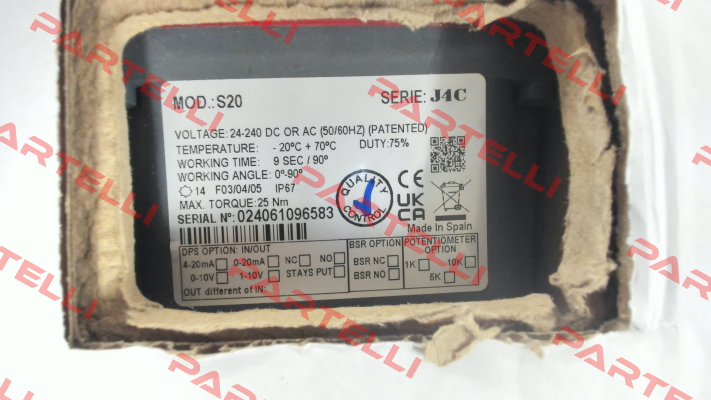 MOD.:S20 SERIE: J4C
VOLTAGE: 24-240 DC OR AC (50/60HZ) (PATENTED)
TEMPERATURE: - 20ºC + 70ºC DUTY:75%
WORKING TIME: 9 SEC / 90º
WORKING ANGLE: 0º-90º
14 F03/04/05 IP67
MAX. TORQUE: 25 Nm
SERIAL Nº: 024061096583
QUALITY CONTROL
CE
UK CA
Made In Spain
DPS OPTION: IN/OUT
4-20mA 0-20mA NC NO
0-10V 1-10V STAYS PUT
OUT different of IN:
BSR OPTION
BSR NC
BSR NO
POTENTIOMETER OPTION
1K 10K
5K
PARTELLI
PARTELLI
PARTELLI
PARTELLI
PARTELLI
PARTELLI
PARTELLI